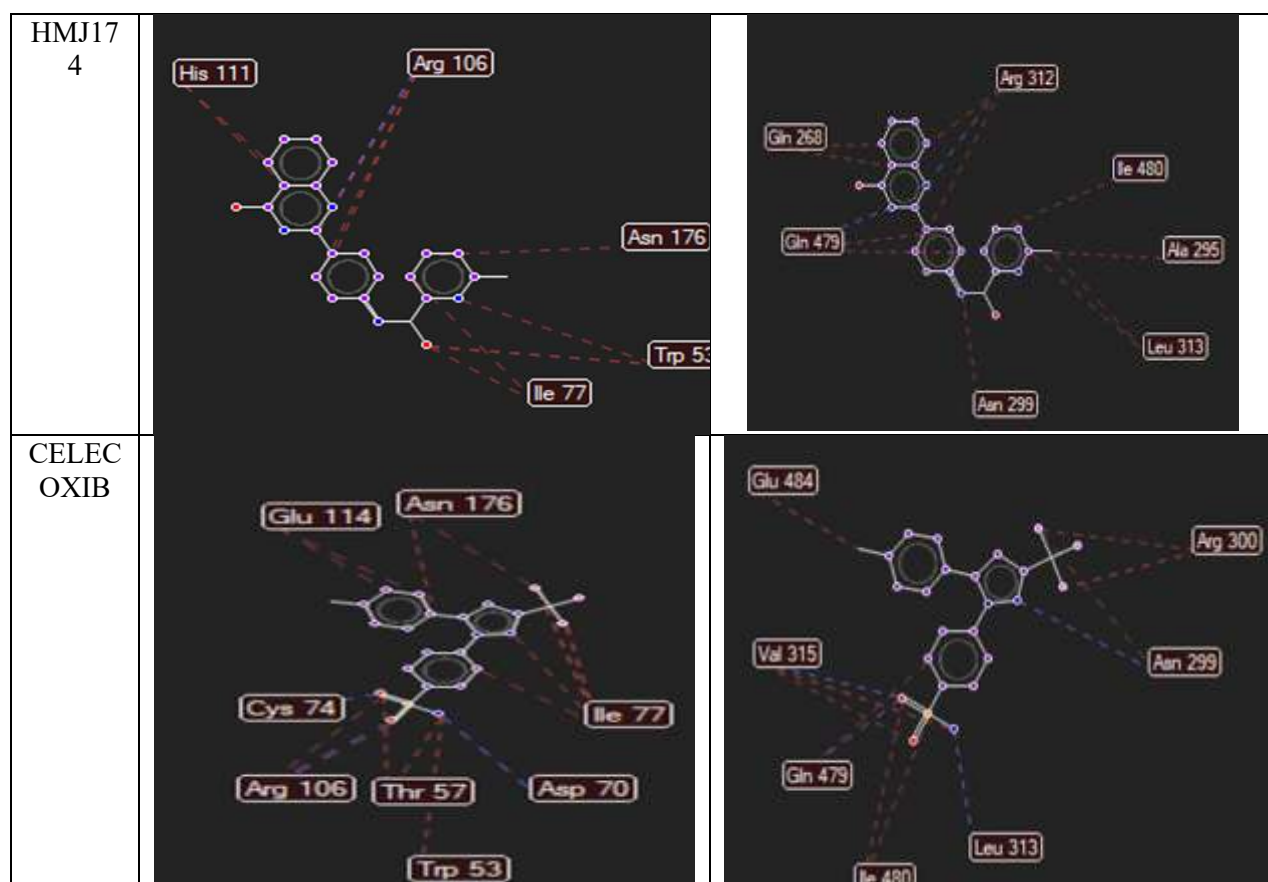 HMJ17
4
His 111
Arg 106
Asn 176
Trp 53
Ile 77
Arg 312
Gln 268
Ile 480
Gln 479
Ala 295
Leu 313
Asn 299
CELEC
OXIB
Asn 176
Glu 114
Cys 74
Ile 77
Arg 106
Thr 57
Asp 70
Trp 53
Glu 484
Arg 300
Val 315
Asn 299
Gln 479
Leu 313
Ile 480